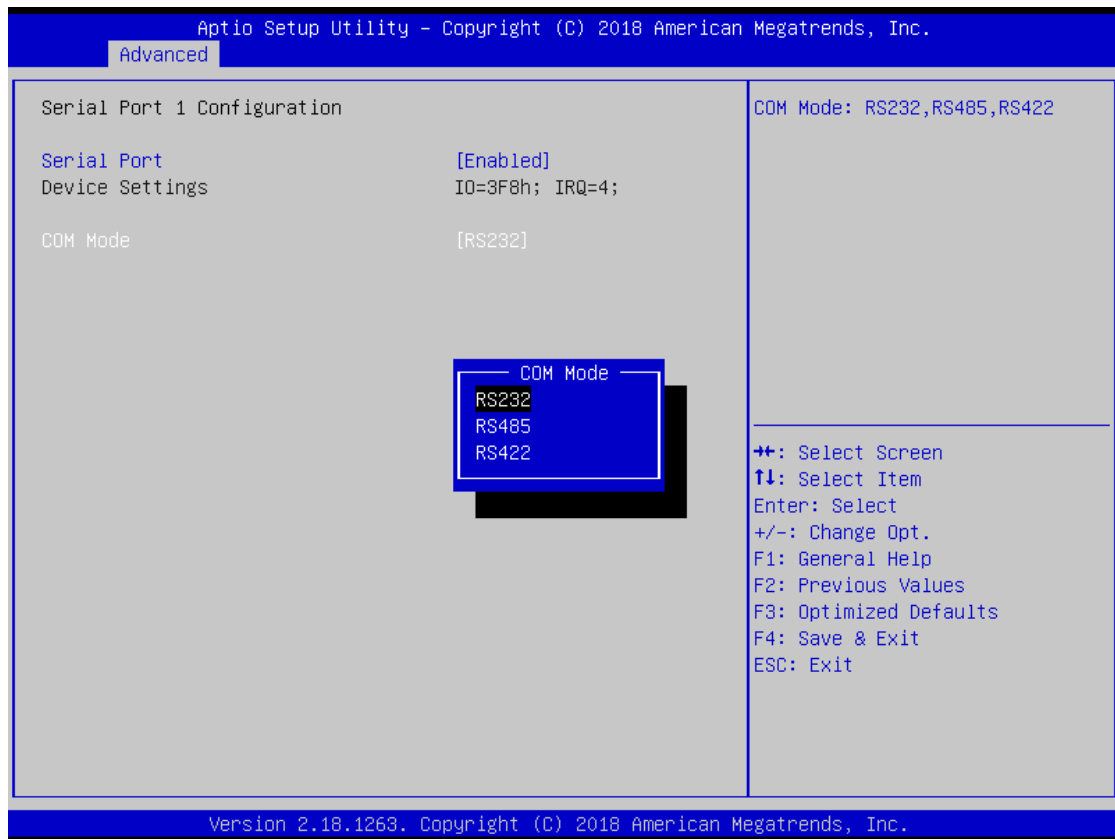 Aptio Setup Utility – Copyright (C) 2018 American Megatrends, Inc.
Advanced
Serial Port 1 Configuration
Serial Port [Enabled]
Device Settings IO=3F8h; IRQ=4;
COM Mode [RS232]
COM Mode
RS232
RS485
RS422
COM Mode: RS232,RS485,RS422
→←: Select Screen
↑↓: Select Item
Enter: Select
+/-: Change Opt.
F1: General Help
F2: Previous Values
F3: Optimized Defaults
F4: Save & Exit
ESC: Exit
Version 2.18.1263. Copyright (C) 2018 American Megatrends, Inc.